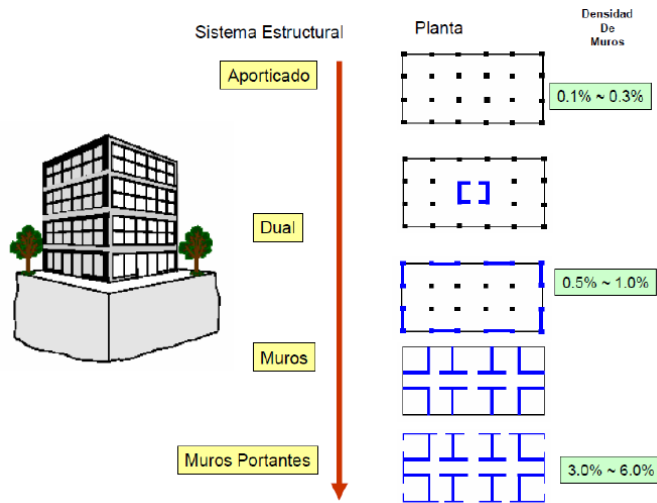 Sistema Estructural
Planta
Densidad
De
Muros
Aporticado
0.1% ~ 0.3%
Dual
0.5% ~ 1.0%
Muros
Muros Portantes
3.0% ~ 6.0%